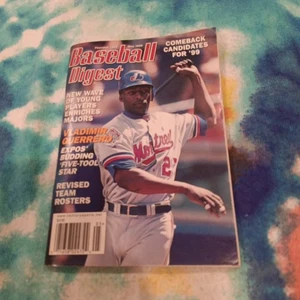 Baseball
Digest
COMEBACK
CANDIDATES
FOR '99
NEW WAVE
OF YOUNG
PLAYERS
ENRICHES
MAJORS
VLADIMIR
GUERRERO
EXPOS'
BUDDING
'FIVE-TOOL'
STAR
REVISED
TEAM
ROSTERS
Montreal
2